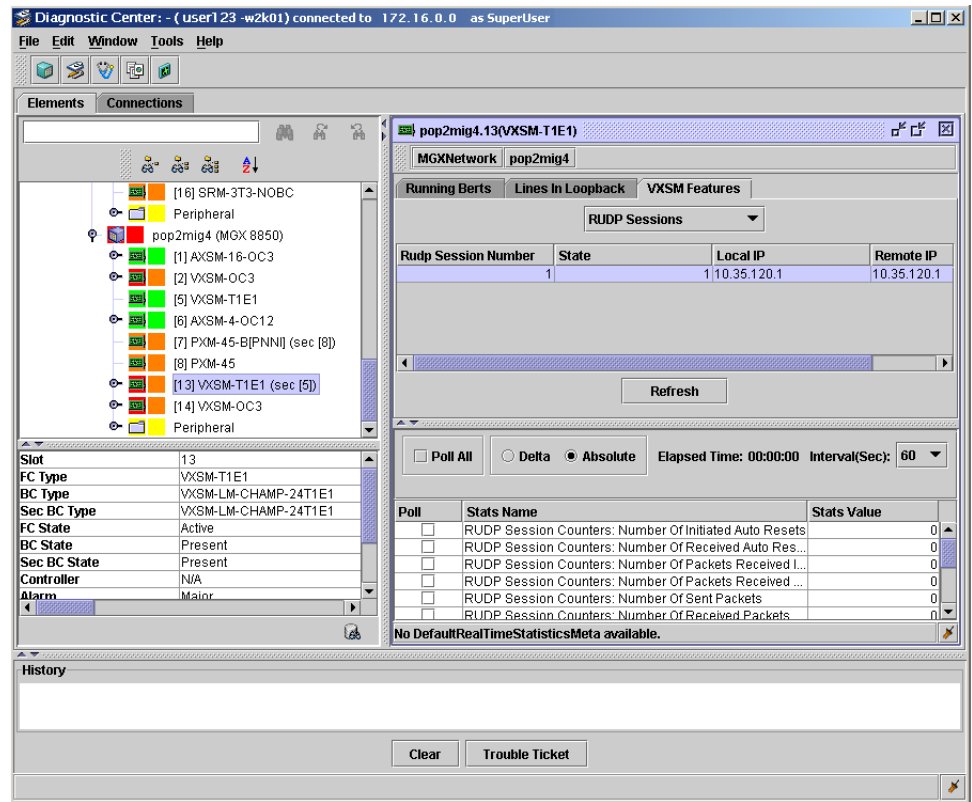 Diagnostic Center: - ( user123 -w2k01) connected to 172.16.0.0 as SuperUser
File Edit Window Tools Help
Elements Connections
[16] SRM-3T3-NOBC
Peripheral
pop2mig4 (MGX 8850)
[1] AXSM-16-OC3
[2] VXSM-OC3
[5] VXSM-T1E1
[6] AXSM-4-OC12
[7] PXM-45-B[PNNI] (sec [8])
[8] PXM-45
[13] VXSM-T1E1 (sec [5])
[14] VXSM-OC3
Peripheral
Slot 13
FC Type VXSM-T1E1
BC Type VXSM-LM-CHAMP-24T1E1
Sec BC Type VXSM-LM-CHAMP-24T1E1
FC State Active
BC State Present
Sec BC State Present
Controller N/A
Alarm Major
pop2mig4.13(VXSM-T1E1)
MGXNetwork pop2mig4
Running Berts Lines In Loopback VXSM Features
RUDP Sessions
Rudp Session Number State Local IP Remote IP
1 1 10.35.120.1 10.35.120.1
Refresh
Poll All Delta Absolute Elapsed Time: 00:00:00 Interval(Sec): 60
Poll Stats Name Stats Value
RUDP Session Counters: Number Of Initiated Auto Resets 0
RUDP Session Counters: Number Of Received Auto Res... 0
RUDP Session Counters: Number Of Packets Received I... 0
RUDP Session Counters: Number Of Packets Received ... 0
RUDP Session Counters: Number Of Sent Packets 0
RUDP Session Counters: Number Of Received Packets 0
No DefaultRealTimeStatisticsMeta available.
History
Clear Trouble Ticket